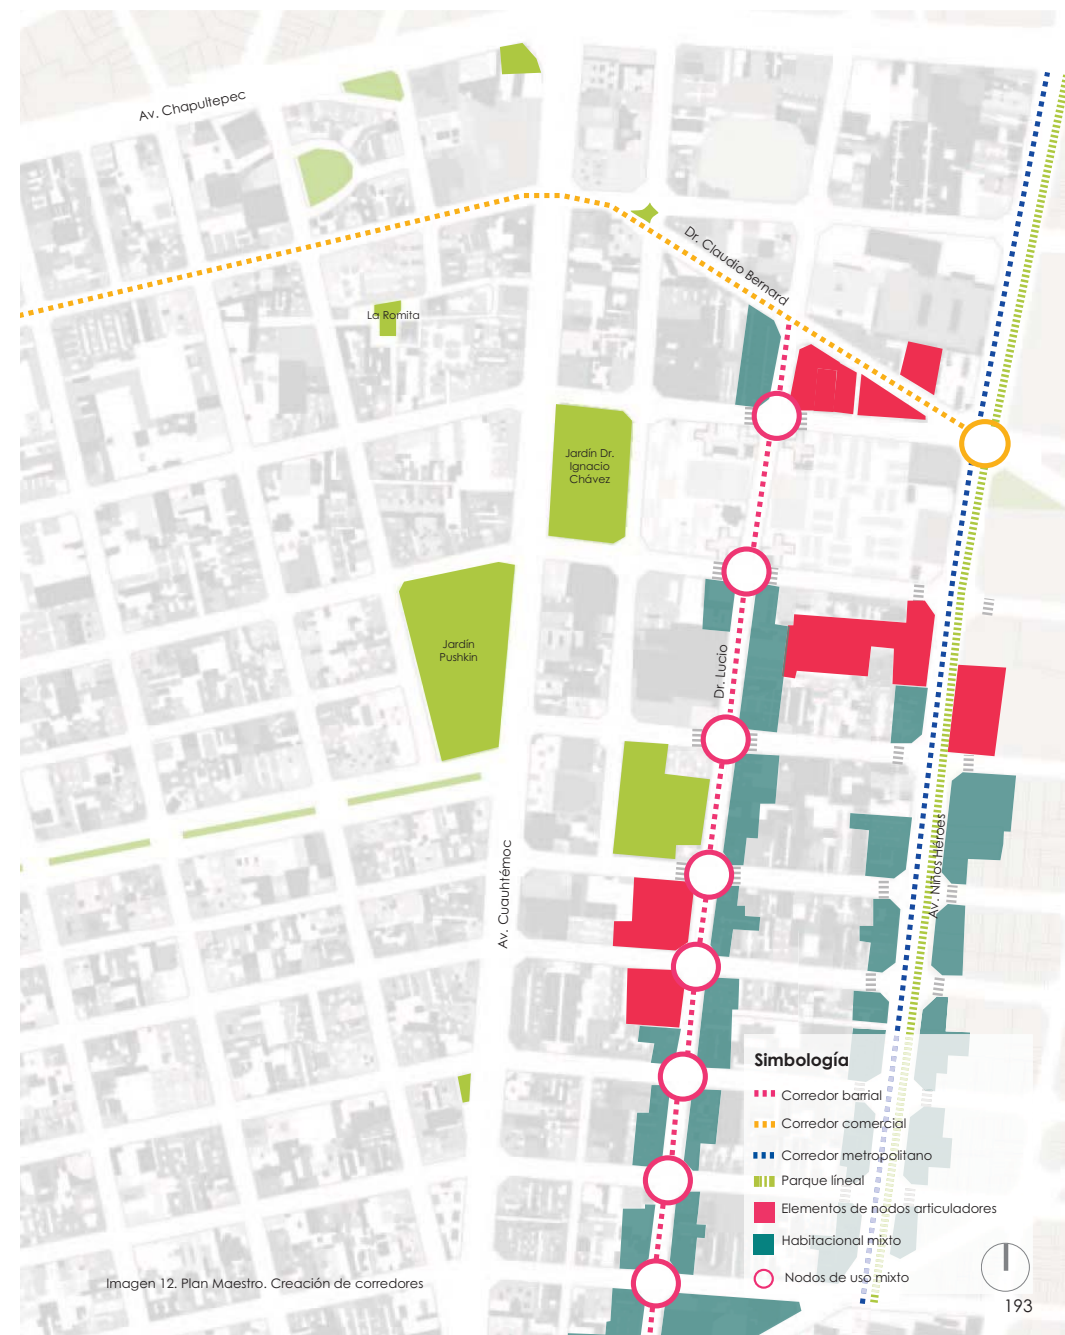 Av. Chapultepec
Dr. Claudio Bernard
La Romita
Jardín Dr.
Ignacio
Chávez
Jardín
Pushkin
Dr. Lucio
Av. Cuauhtémoc
Av. Niños Héroes
Simbología
Corredor barrial
Corredor comercial
Corredor metropolitano
Parque líneal
Elementos de nodos articuladores
Habitacional mixto
Nodos de uso mixto
Imagen 12. Plan Maestro. Creación de corredores
193